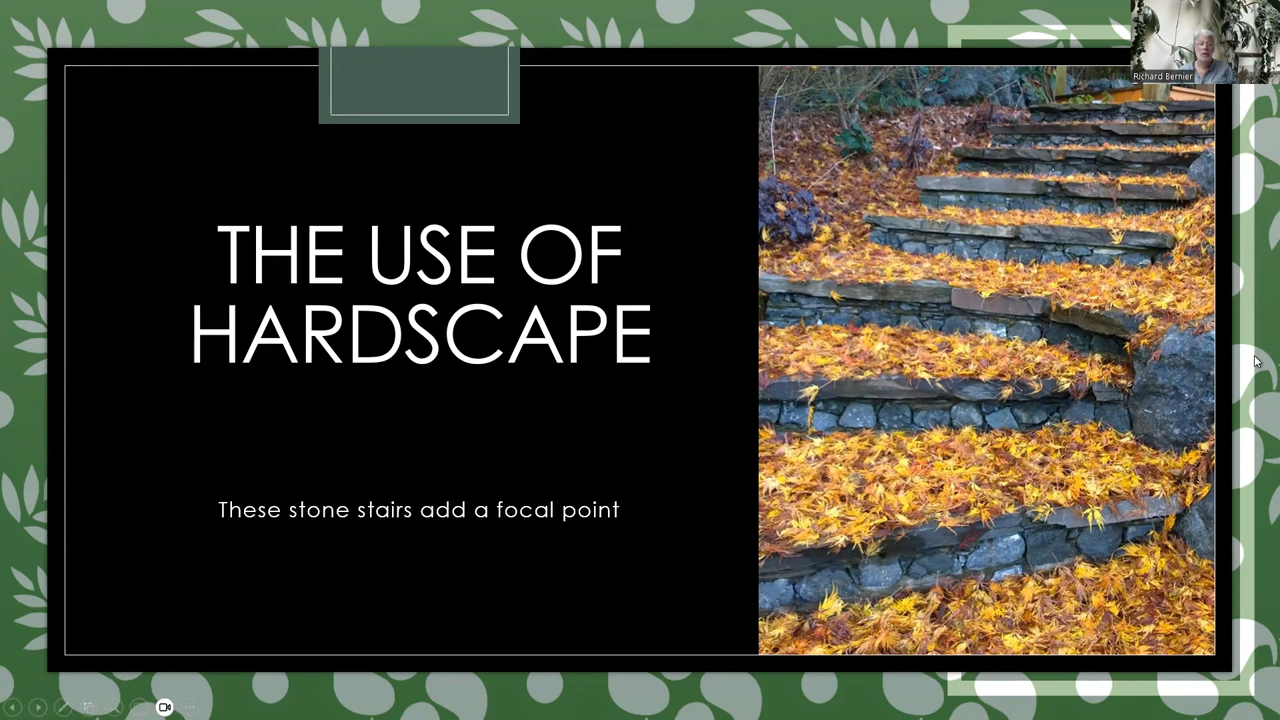 Richard Bernier
THE USE OF
HARDSCAPE
These stone stairs add a focal point